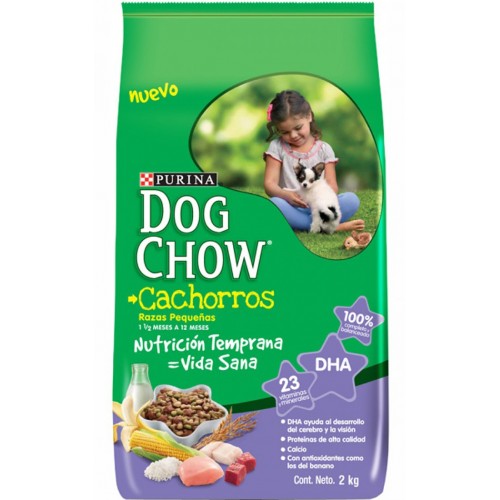 nuevo
PURINA
DOG
CHOW®
Cachorros
Razas Pequeñas
1 1/2 MESES A 12 MESES
Nutrición Temprana
= Vida Sana
100%
completo y
balanceado
DHA
23
vitaminas
y minerales
• DHA ayuda al desarrollo
del cerebro y la visión
• Proteínas de alta calidad
• Calcio
• Con antioxidantes como
los del banano
Cont. Neto. 2 kg